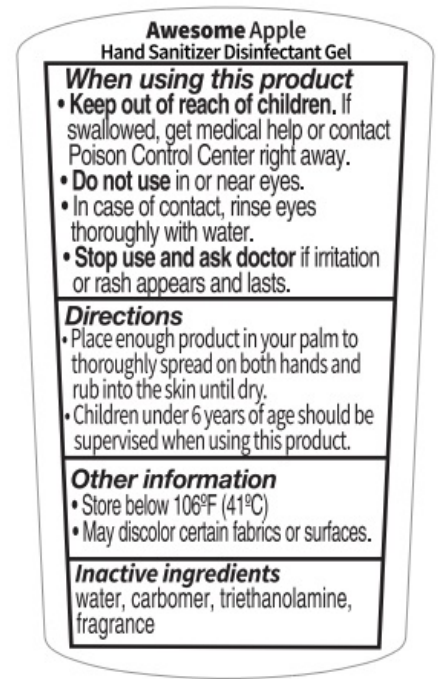 Awesome Apple
Hand Sanitizer Disinfectant Gel
When using this product
• Keep out of reach of children. If
swallowed, get medical help or contact
Poison Control Center right away.
• Do not use in or near eyes.
• In case of contact, rinse eyes
thoroughly with water.
• Stop use and ask doctor if irritation
or rash appears and lasts.
Directions
• Place enough product in your palm to
thoroughly spread on both hands and
rub into the skin until dry.
• Children under 6 years of age should be
supervised when using this product.
Other information
• Store below 106ºF (41ºC)
• May discolor certain fabrics or surfaces.
Inactive ingredients
water, carbomer, triethanolamine,
fragrance